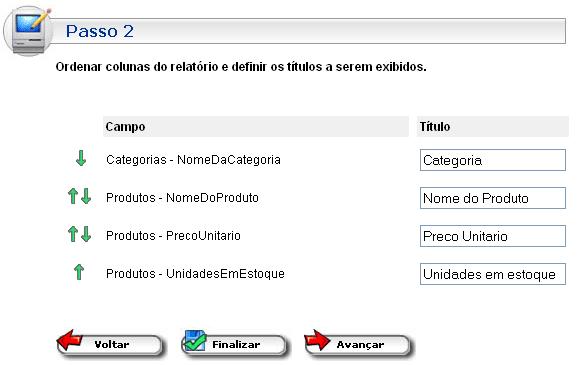 Passo 2
Ordenar colunas do relatório e definir os títulos a serem exibidos.
Campo Título
Categorias - NomeDaCategoria Categoria
Produtos - NomeDoProduto Nome do Produto
Produtos - PrecoUnitario Preco Unitario
Produtos - UnidadesEmEstoque Unidades em estoque
Voltar Finalizar Avançar